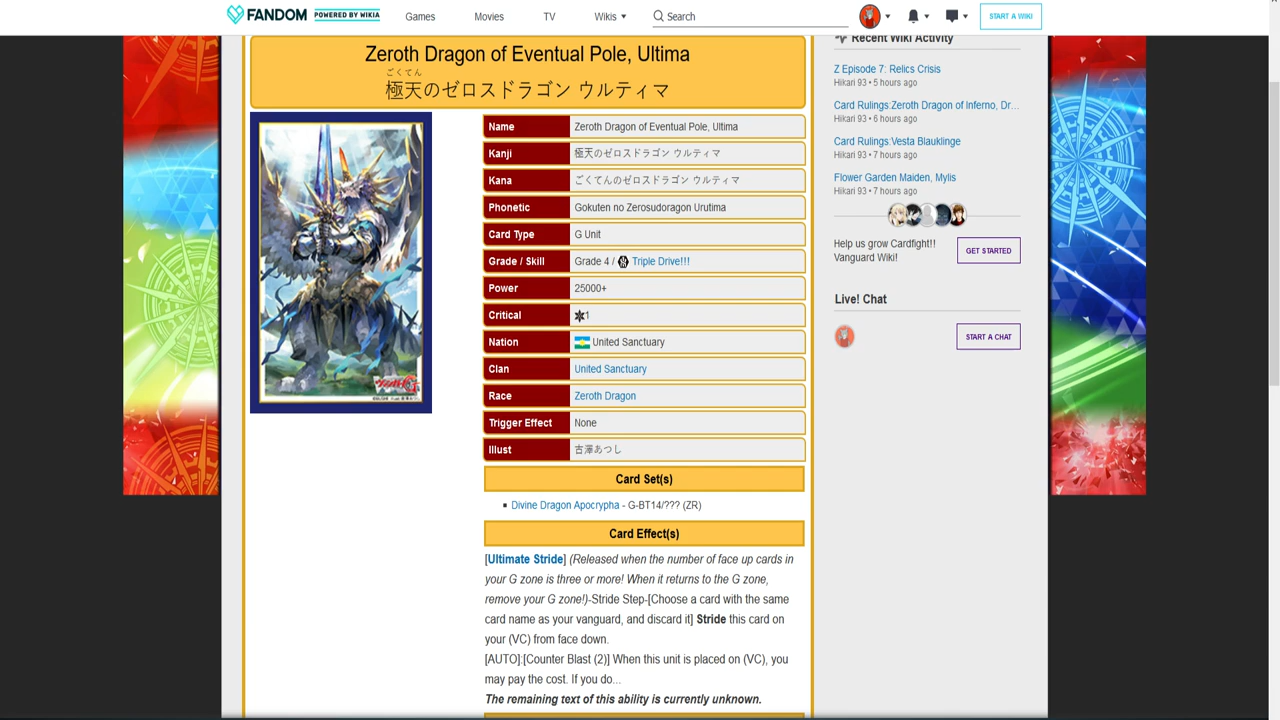 FANDOM POWERED BY WIKIA Games Movies TV Wikis Search START A WIKI
Zeroth Dragon of Eventual Pole, Ultima
ごくてん
極天のゼロスドラゴン ウルティマ
Name Zeroth Dragon of Eventual Pole, Ultima
Kanji 極天のゼロスドラゴン ウルティマ
Kana ごくてんのゼロスドラゴン ウルティマ
Phonetic Gokuten no Zerosudoragon Urutima
Card Type G Unit
Grade / Skill Grade 4 / Triple Drive!!!
Power 25000+
Critical 1
Nation United Sanctuary
Clan United Sanctuary
Race Zeroth Dragon
Trigger Effect None
Illust 古澤あつし
Card Set(s)
Divine Dragon Apocrypha - G-BT14/??? (ZR)
Card Effect(s)
[Ultimate Stride] (Released when the number of face up cards in
your G zone is three or more! When it returns to the G zone,
remove your G zone!)-Stride Step-[Choose a card with the same
card name as your vanguard, and discard it] Stride this card on
your (VC) from face down.
[AUTO]:[Counter Blast (2)] When this unit is placed on (VC), you
may pay the cost. If you do...
The remaining text of this ability is currently unknown.
Recent Wiki Activity
Z Episode 7: Relics Crisis
Hikari 93 • 5 hours ago
Card Rulings:Zeroth Dragon of Inferno, Dr...
Hikari 93 • 6 hours ago
Card Rulings:Vesta Blauklinge
Hikari 93 • 7 hours ago
Flower Garden Maiden, Mylis
Hikari 93 • 7 hours ago
Help us grow Cardfight!!
Vanguard Wiki!
GET STARTED
Live! Chat
START A CHAT